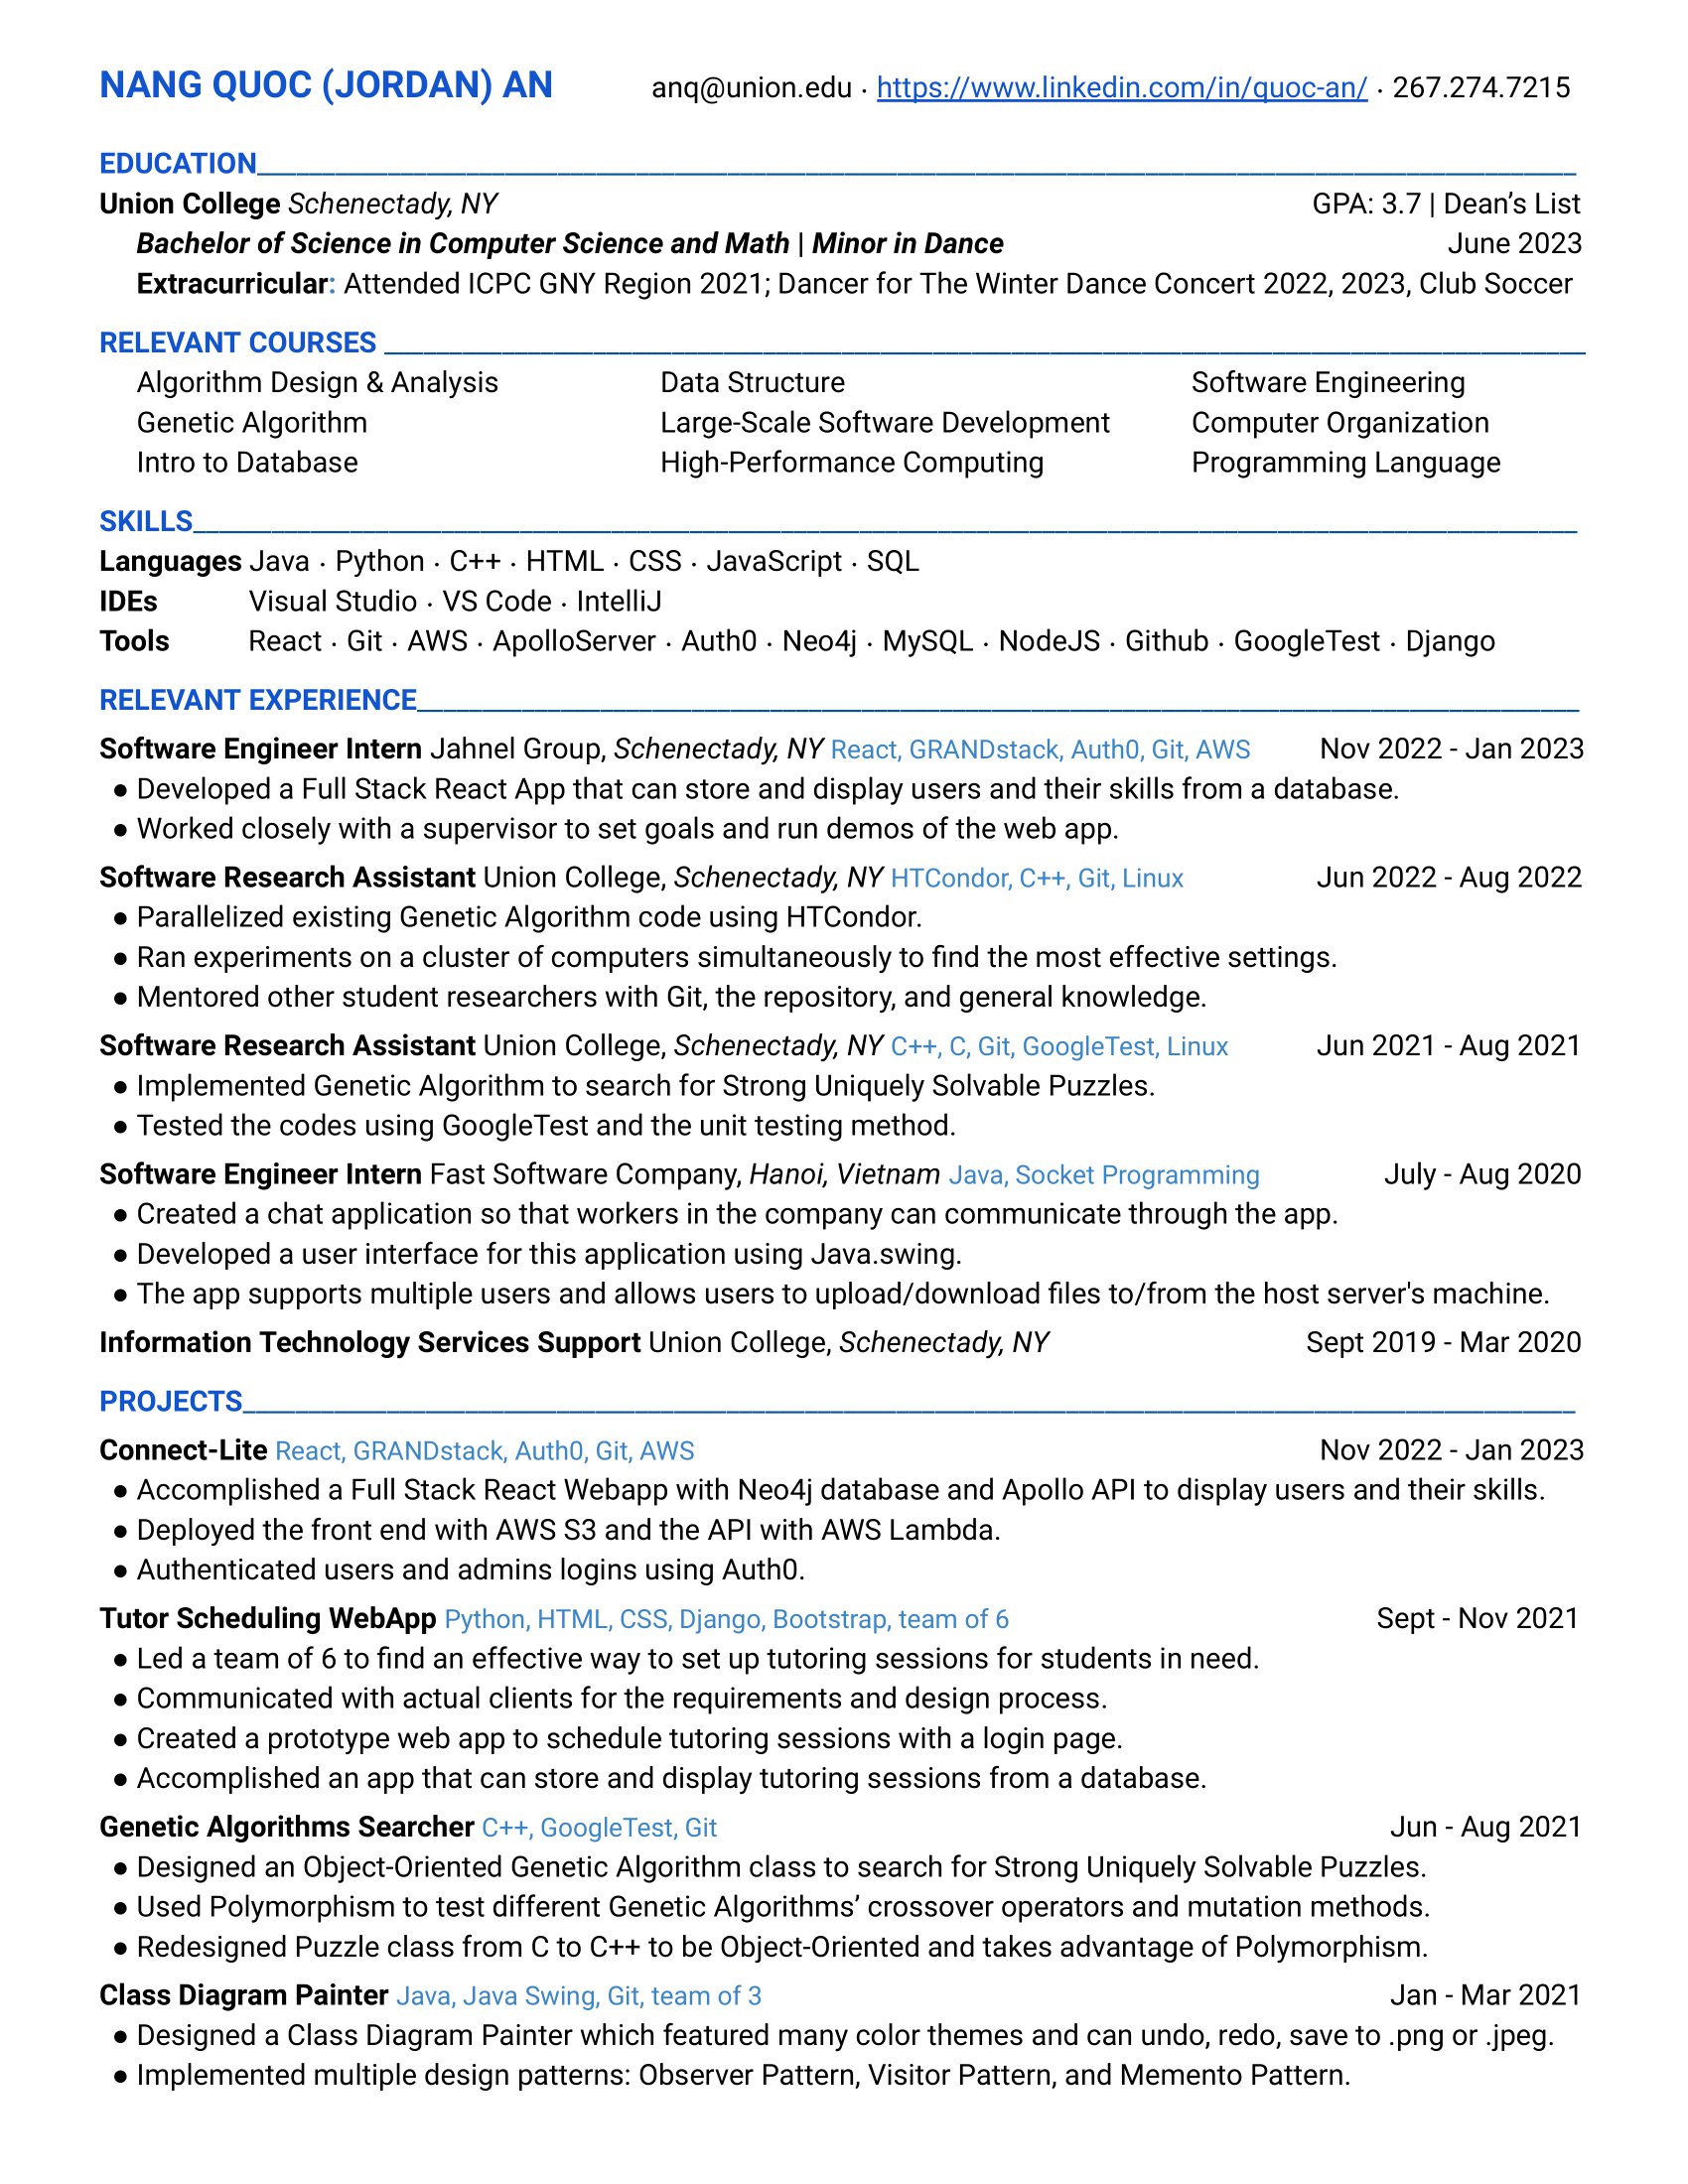 NANG QUOC (JORDAN) AN anq@union.edu · https://www.linkedin.com/in/quoc-an/ · 267.274.7215
EDUCATION
Union College Schenectady, NY GPA: 3.7 | Dean’s List
Bachelor of Science in Computer Science and Math | Minor in Dance June 2023
Extracurricular: Attended ICPC GNY Region 2021; Dancer for The Winter Dance Concert 2022, 2023, Club Soccer
RELEVANT COURSES
Algorithm Design & Analysis Data Structure Software Engineering
Genetic Algorithm Large-Scale Software Development Computer Organization
Intro to Database High-Performance Computing Programming Language
SKILLS
Languages Java · Python · C++ · HTML · CSS · JavaScript · SQL
IDEs Visual Studio · VS Code · IntelliJ
Tools React · Git · AWS · ApolloServer · Auth0 · Neo4j · MySQL · NodeJS · Github · GoogleTest · Django
RELEVANT EXPERIENCE
Software Engineer Intern Jahnel Group, Schenectady, NY React, GRANDstack, Auth0, Git, AWS Nov 2022 - Jan 2023
● Developed a Full Stack React App that can store and display users and their skills from a database.
● Worked closely with a supervisor to set goals and run demos of the web app.
Software Research Assistant Union College, Schenectady, NY HTCondor, C++, Git, Linux Jun 2022 - Aug 2022
● Parallelized existing Genetic Algorithm code using HTCondor.
● Ran experiments on a cluster of computers simultaneously to find the most effective settings.
● Mentored other student researchers with Git, the repository, and general knowledge.
Software Research Assistant Union College, Schenectady, NY C++, C, Git, GoogleTest, Linux Jun 2021 - Aug 2021
● Implemented Genetic Algorithm to search for Strong Uniquely Solvable Puzzles.
● Tested the codes using GoogleTest and the unit testing method.
Software Engineer Intern Fast Software Company, Hanoi, Vietnam Java, Socket Programming July - Aug 2020
● Created a chat application so that workers in the company can communicate through the app.
● Developed a user interface for this application using Java.swing.
● The app supports multiple users and allows users to upload/download files to/from the host server's machine.
Information Technology Services Support Union College, Schenectady, NY Sept 2019 - Mar 2020
PROJECTS
Connect-Lite React, GRANDstack, Auth0, Git, AWS Nov 2022 - Jan 2023
● Accomplished a Full Stack React Webapp with Neo4j database and Apollo API to display users and their skills.
● Deployed the front end with AWS S3 and the API with AWS Lambda.
● Authenticated users and admins logins using Auth0.
Tutor Scheduling WebApp Python, HTML, CSS, Django, Bootstrap, team of 6 Sept - Nov 2021
● Led a team of 6 to find an effective way to set up tutoring sessions for students in need.
● Communicated with actual clients for the requirements and design process.
● Created a prototype web app to schedule tutoring sessions with a login page.
● Accomplished an app that can store and display tutoring sessions from a database.
Genetic Algorithms Searcher C++, GoogleTest, Git Jun - Aug 2021
● Designed an Object-Oriented Genetic Algorithm class to search for Strong Uniquely Solvable Puzzles.
● Used Polymorphism to test different Genetic Algorithms’ crossover operators and mutation methods.
● Redesigned Puzzle class from C to C++ to be Object-Oriented and takes advantage of Polymorphism.
Class Diagram Painter Java, Java Swing, Git, team of 3 Jan - Mar 2021
● Designed a Class Diagram Painter which featured many color themes and can undo, redo, save to .png or .jpeg.
● Implemented multiple design patterns: Observer Pattern, Visitor Pattern, and Memento Pattern.